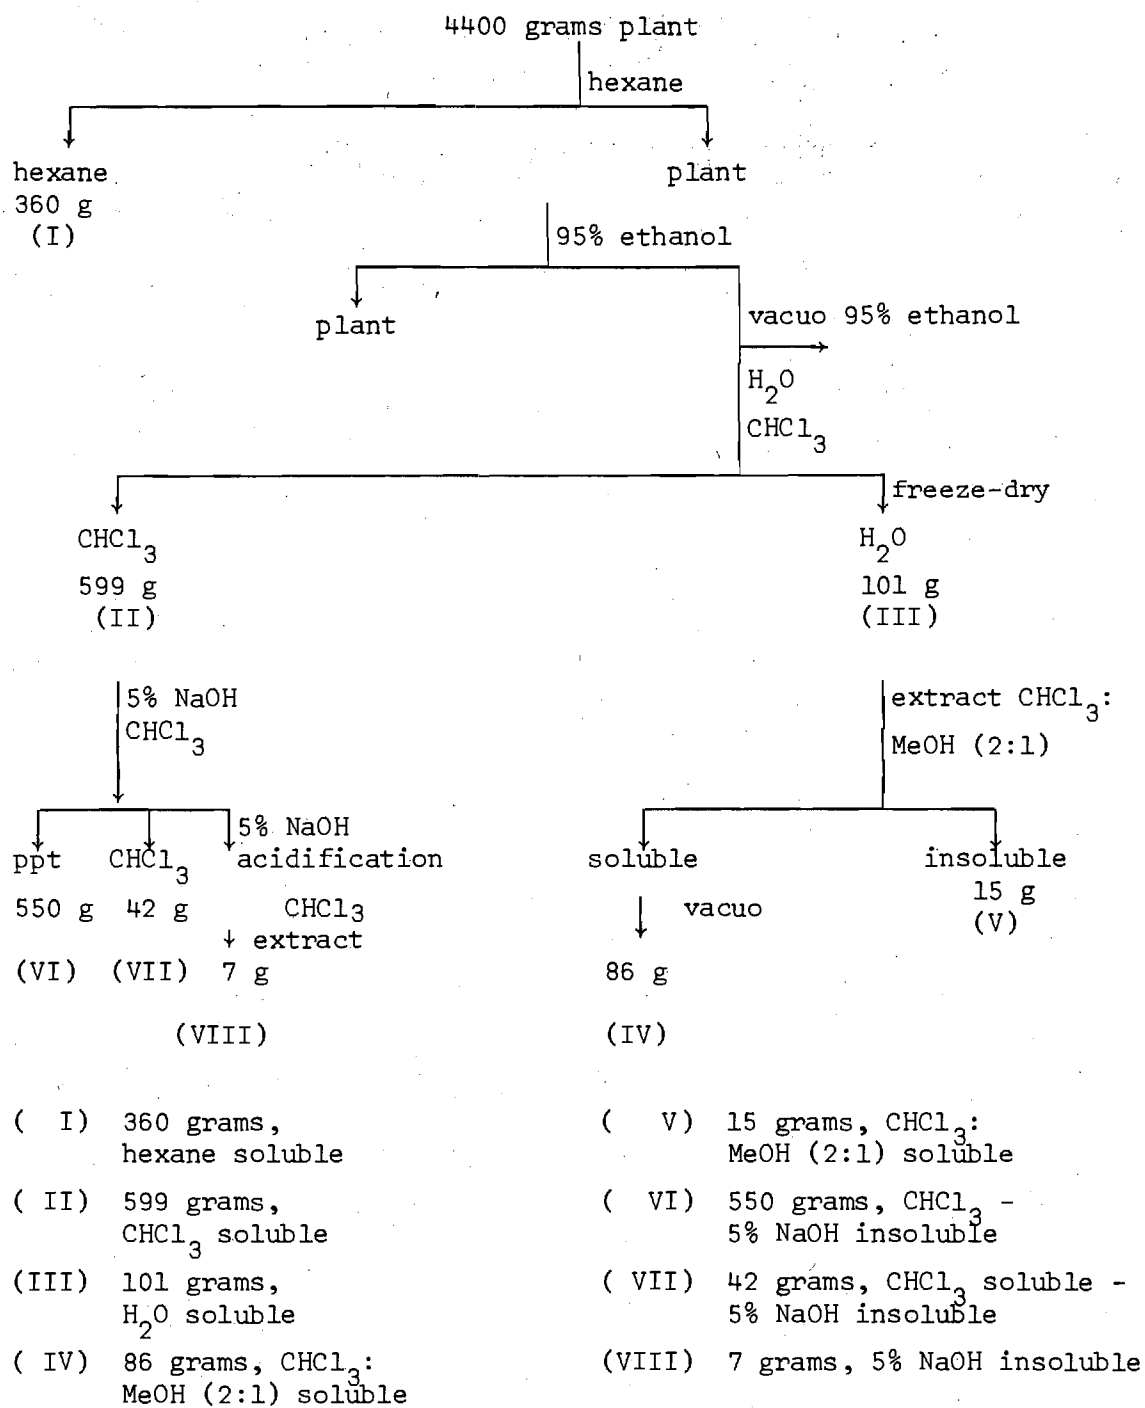 4400 grams plant
hexane
hexane
360 g
(I)
plant
95% ethanol
plant
vacuo 95% ethanol
H2O
CHCl3
freeze-dry
CHCl3
599 g
(II)
H2O
101 g
(III)
5% NaOH
CHCl3
extract CHCl3:
MeOH (2:1)
ppt
550 g
(VI)
CHCl3
42 g
(VII)
5% NaOH
acidification
CHCl3
extract
7 g
(VIII)
soluble
vacuo
86 g
(IV)
insoluble
15 g
(V)
( I) 360 grams,
hexane soluble
( II) 599 grams,
CHCl3 soluble
(III) 101 grams,
H2O soluble
( IV) 86 grams, CHCl3:
MeOH (2:1) soluble
( V) 15 grams, CHCl3:
MeOH (2:1) soluble
( VI) 550 grams, CHCl3 -
5% NaOH insoluble
( VII) 42 grams, CHCl3 soluble -
5% NaOH insoluble
(VIII) 7 grams, 5% NaOH insoluble